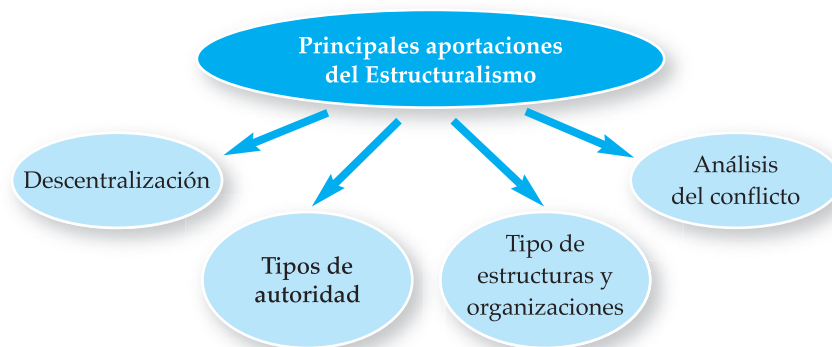 Principales aportaciones
del Estructuralismo
Descentralización
Tipos de
autoridad
Tipo de
estructuras y
organizaciones
Análisis
del conflicto